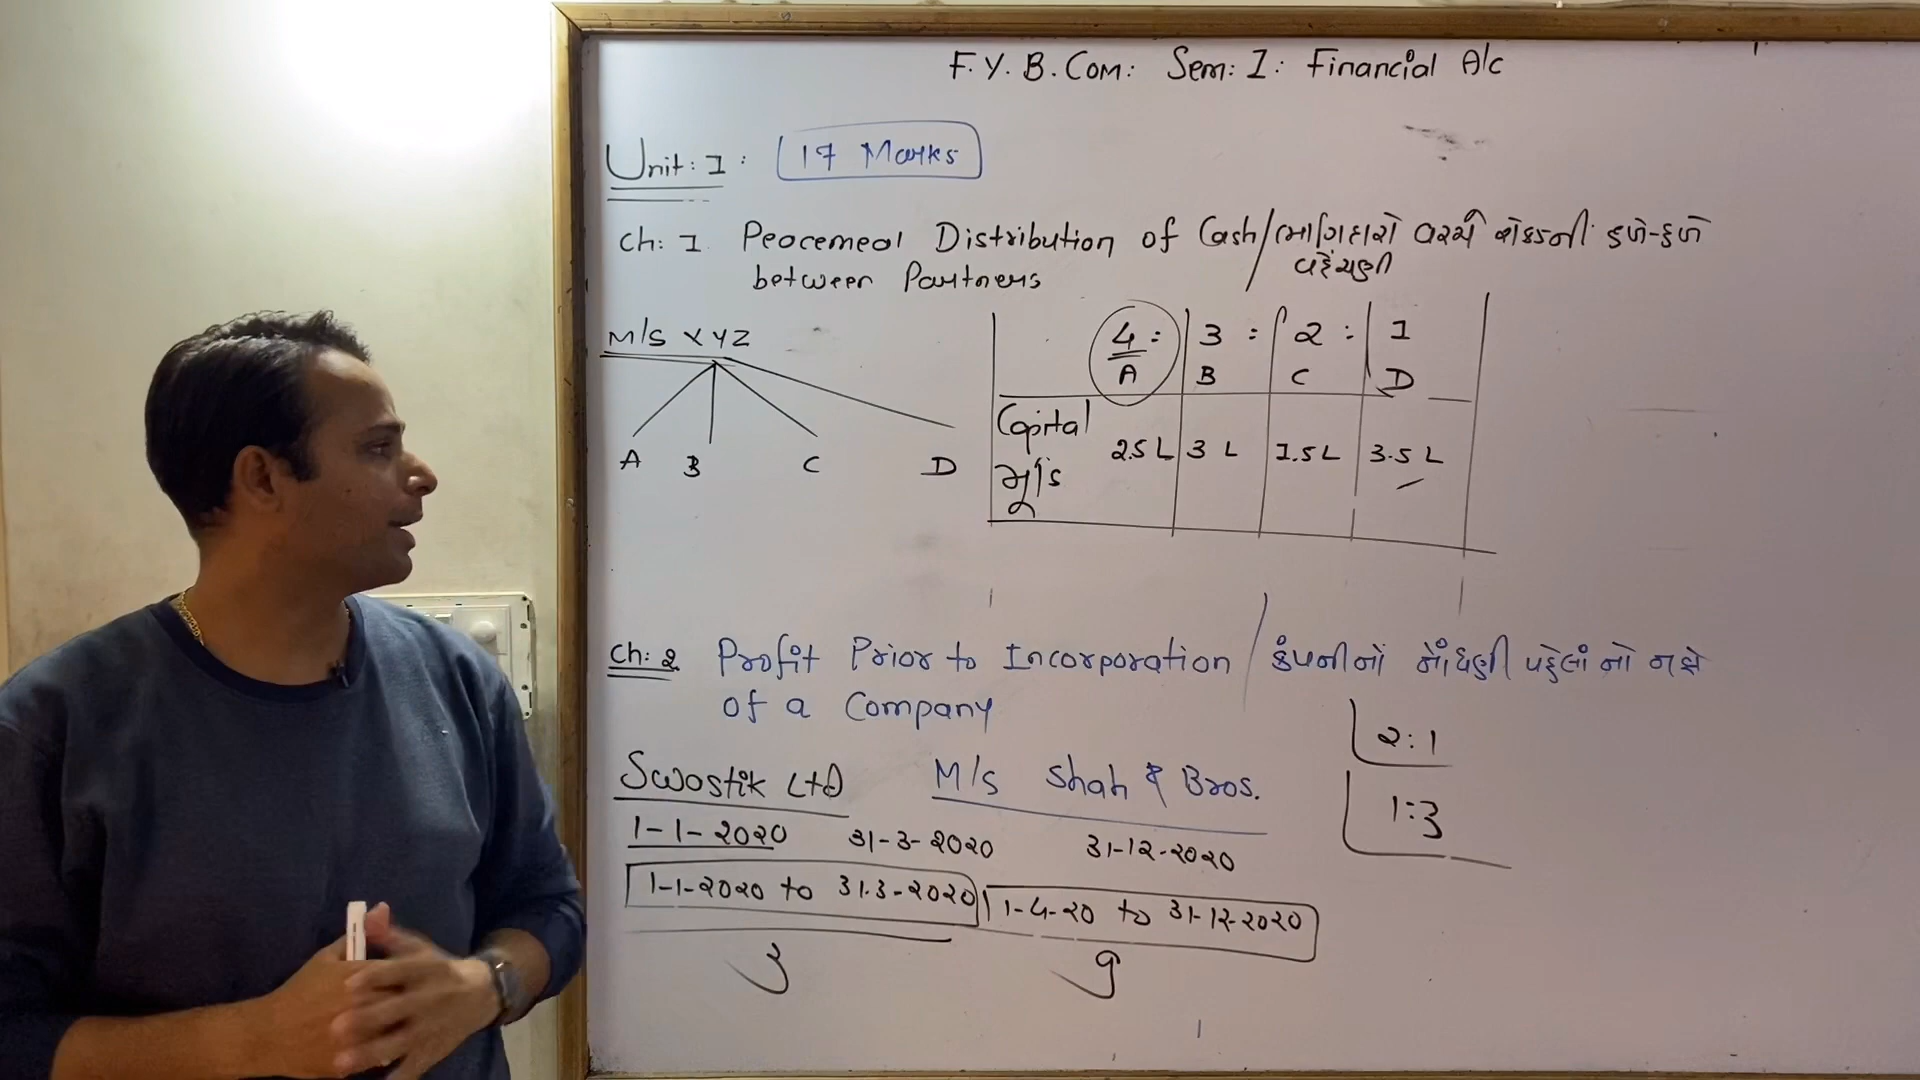 F.Y.B.Com: Sem: I: Financial A/c
Unit: I: 17 Marks
Ch: I Peacemeal Distribution of Cash/ભાગીદારો વચ્ચે રોકડની હપ્તે-હપ્તે
between Partners વહેંચણી
M/S XYZ
A B C D
4: 3: 2: 1
A B C D
Capital
મૂડી
2.5 L 3 L 1.5 L 3.5 L
Ch: 2 Profit Prior to Incorporation / કંપનીની નોંધણી પહેલાંનો નફો
of a Company
2:1
1:3
Swastik Ltd M/s Shah & Bros.
1-1-2020 31-3-2020 31-12-2020
1-1-2020 to 31.3-2020 1-4-20 to 31-12-2020
3 9